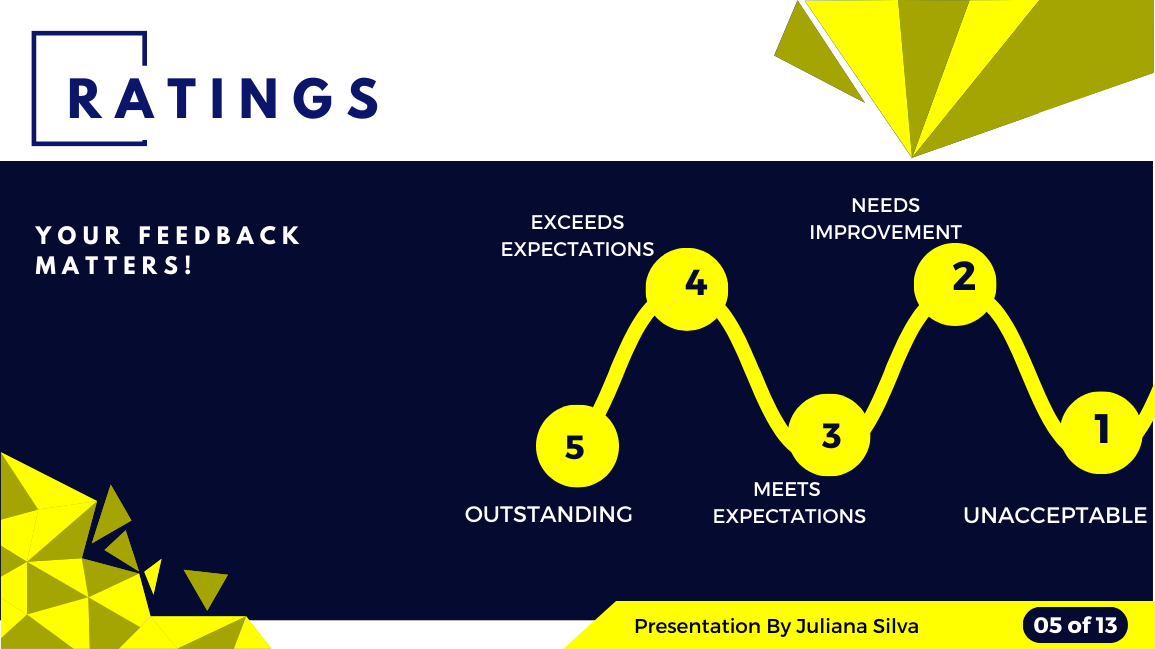 RATINGS
YOUR FEEDBACK
MATTERS!
EXCEEDS
EXPECTATIONS
NEEDS
IMPROVEMENT
4
2
5
3
1
OUTSTANDING
MEETS
EXPECTATIONS
UNACCEPTABLE
Presentation By Juliana Silva
05 of 13